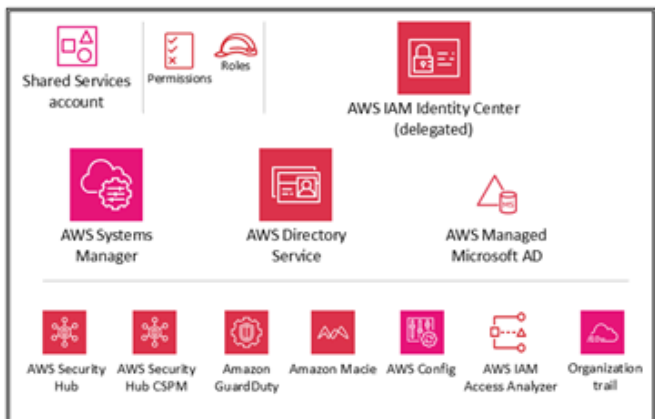 Shared Services
account
Permissions
Roles
AWS IAM Identity Center
(delegated)
AWS Systems
Manager
AWS Directory
Service
MS
AWS Managed
Microsoft AD
AWS Security
Hub
AWS Security
Hub CSPM
Amazon
GuardDuty
Amazon Macie
AWS Config
AWS IAM
Access Analyzer
Organization
trail